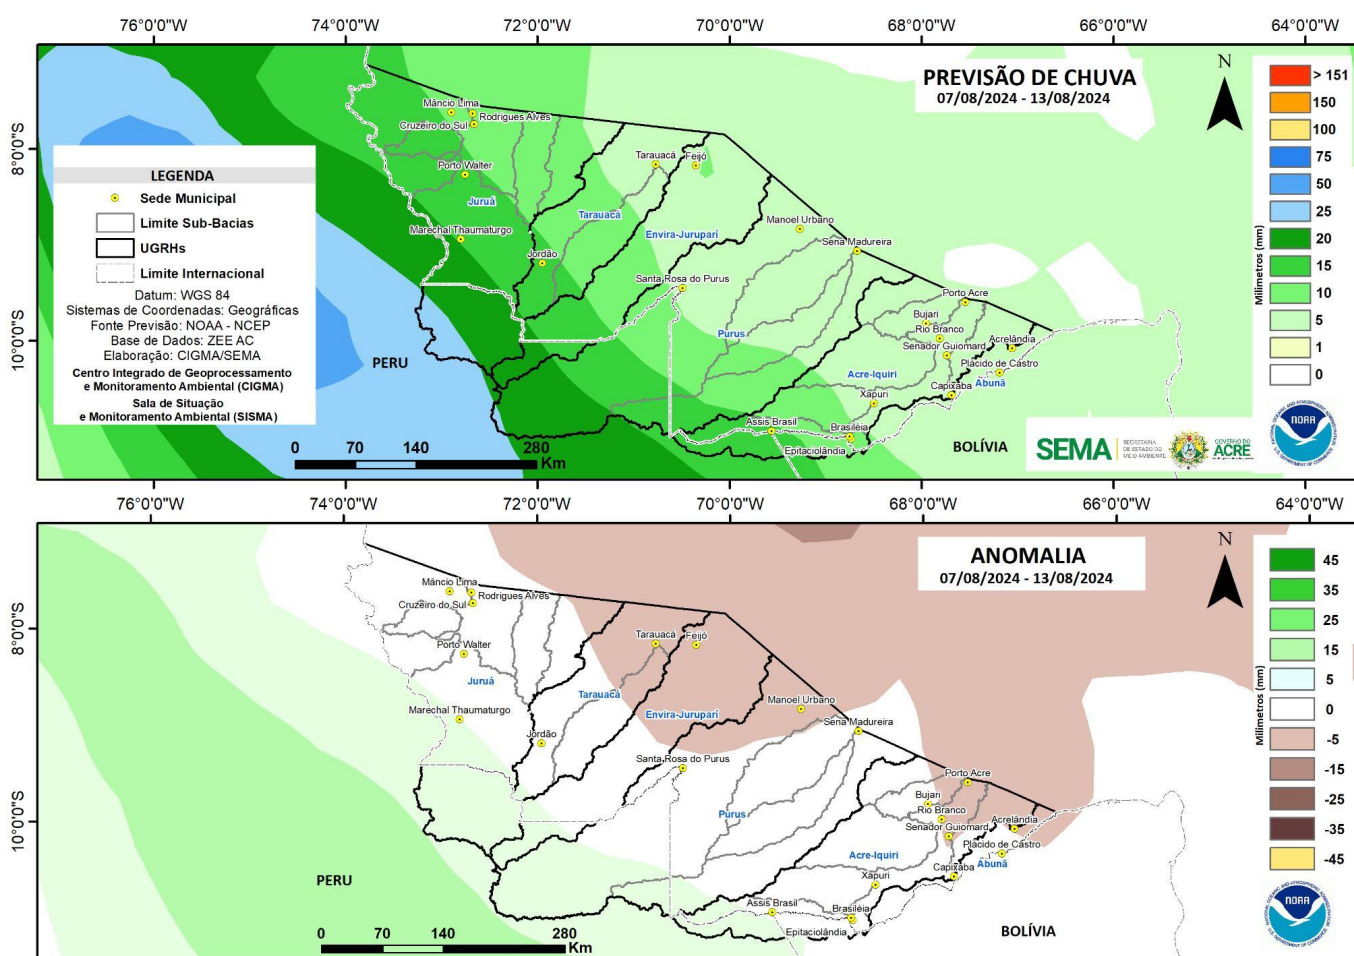 76°0'0"W 74°0'0"W 72°0'0"W 70°0'0"W 68°0'0"W 66°0'0"W 64°0'0"W
8°0'0"S
10°0'0"S
PREVISÃO DE CHUVA
07/08/2024 - 13/08/2024
N
Milímetros (mm)
> 151
150
100
75
50
25
20
15
10
5
1
0
LEGENDA
Sede Municipal
Limite Sub-Bacias
UGRHs
Limite Internacional
Datum: WGS 84
Sistemas de Coordenadas: Geográficas
Fonte Previsão: NOAA - NCEP
Base de Dados: ZEE AC
Elaboração: CIGMA/SEMA
Centro Integrado de Geoprocessamento
e Monitoramento Ambiental (CIGMA)
Sala de Situação
e Monitoramento Ambiental (SISMA)
Mâncio Lima
Rodrigues Alves
Cruzeiro do Sul
Porto Walter
Juruá
Marechal Thaumaturgo
Jordão
Tarauacá
Feijó
Tarauacá
Envira-Jurupari
Manoel Urbano
Sena Madureira
Santa Rosa do Purus
Purus
Porto Acre
Bujari
Rio Branco
Senador Guiomard
Acrelândia
Plácido de Castro
Abunã
Acre-Iquiri
Capixaba
Xapuri
Assis Brasil
Brasiléia
Epitaciolândia
PERU
BOLÍVIA
0 70 140 280
Km
SEMA
SECRETARIA
DE ESTADO DO
MEIO AMBIENTE
GOVERNO DO
ACRE
NOAA
76°0'0"W 74°0'0"W 72°0'0"W 70°0'0"W 68°0'0"W 66°0'0"W 64°0'0"W
8°0'0"S
10°0'0"S
ANOMALIA
07/08/2024 - 13/08/2024
N
Milímetros (mm)
45
35
25
15
5
0
-5
-15
-25
-35
-45
Mâncio Lima
Rodrigues Alves
Cruzeiro do Sul
Porto Walter
Juruá
Marechal Thaumaturgo
Jordão
Tarauacá
Feijó
Tarauacá
Envira-Jurupari
Manoel Urbano
Sena Madureira
Santa Rosa do Purus
Purus
Porto Acre
Bujari
Rio Branco
Senador Guiomard
Acrelândia
Plácido de Castro
Abunã
Acre-Iquiri
Capixaba
Xapuri
Assis Brasil
Brasiléia
Epitaciolândia
PERU
BOLÍVIA
0 70 140 280
Km
NOAA